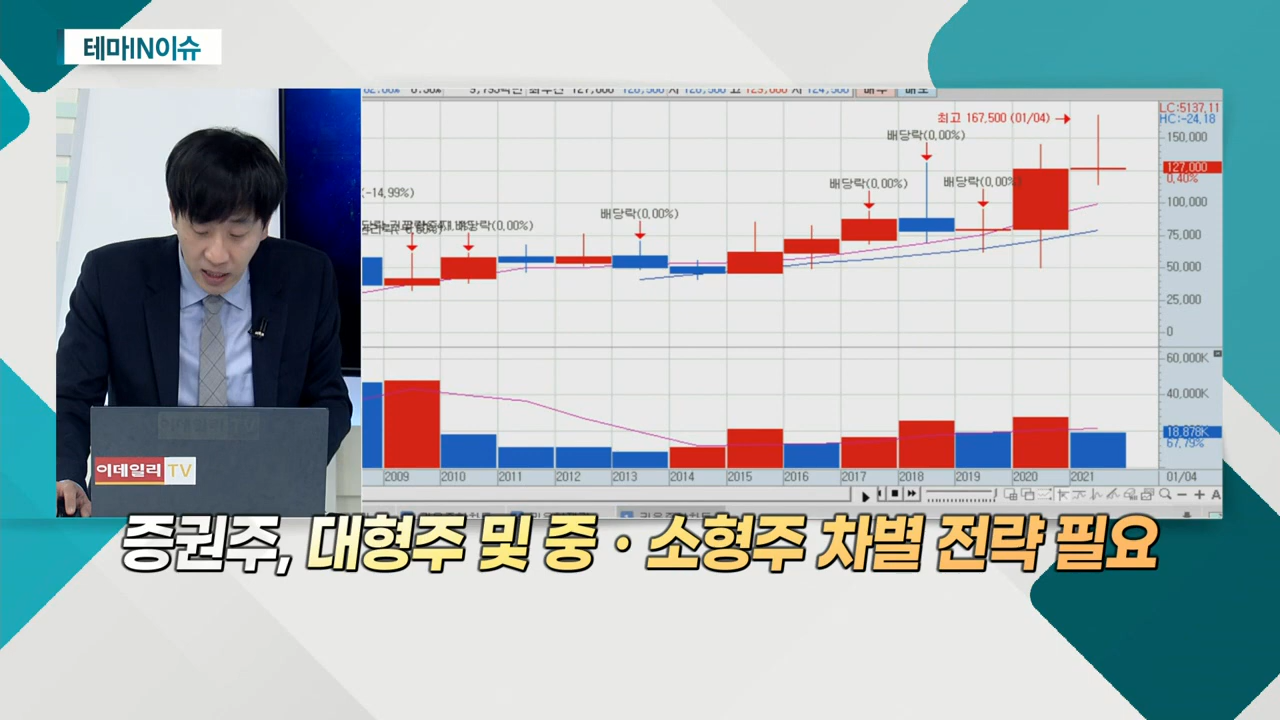 테마IN이슈
최고 167,500 (01/04)
LC:5137.11
HC:-24.18
배당락(0,00%)
150,000
배당락(0,00%)
배당락(0,00%)
127,000
0.40%
(-14,99%)
배당락(0,00%)
100,000
배당락(0,00%)
75,000
50,000
25,000
0
60,000K
40,000K
18,878K
67,79%
이데일리TV
2009 2010 2011 2012 2013 2014 2015 2016 2017 2018 2019 2020 2021 01/04
A
증권주, 대형주 및 중·소형주 차별 전략 필요